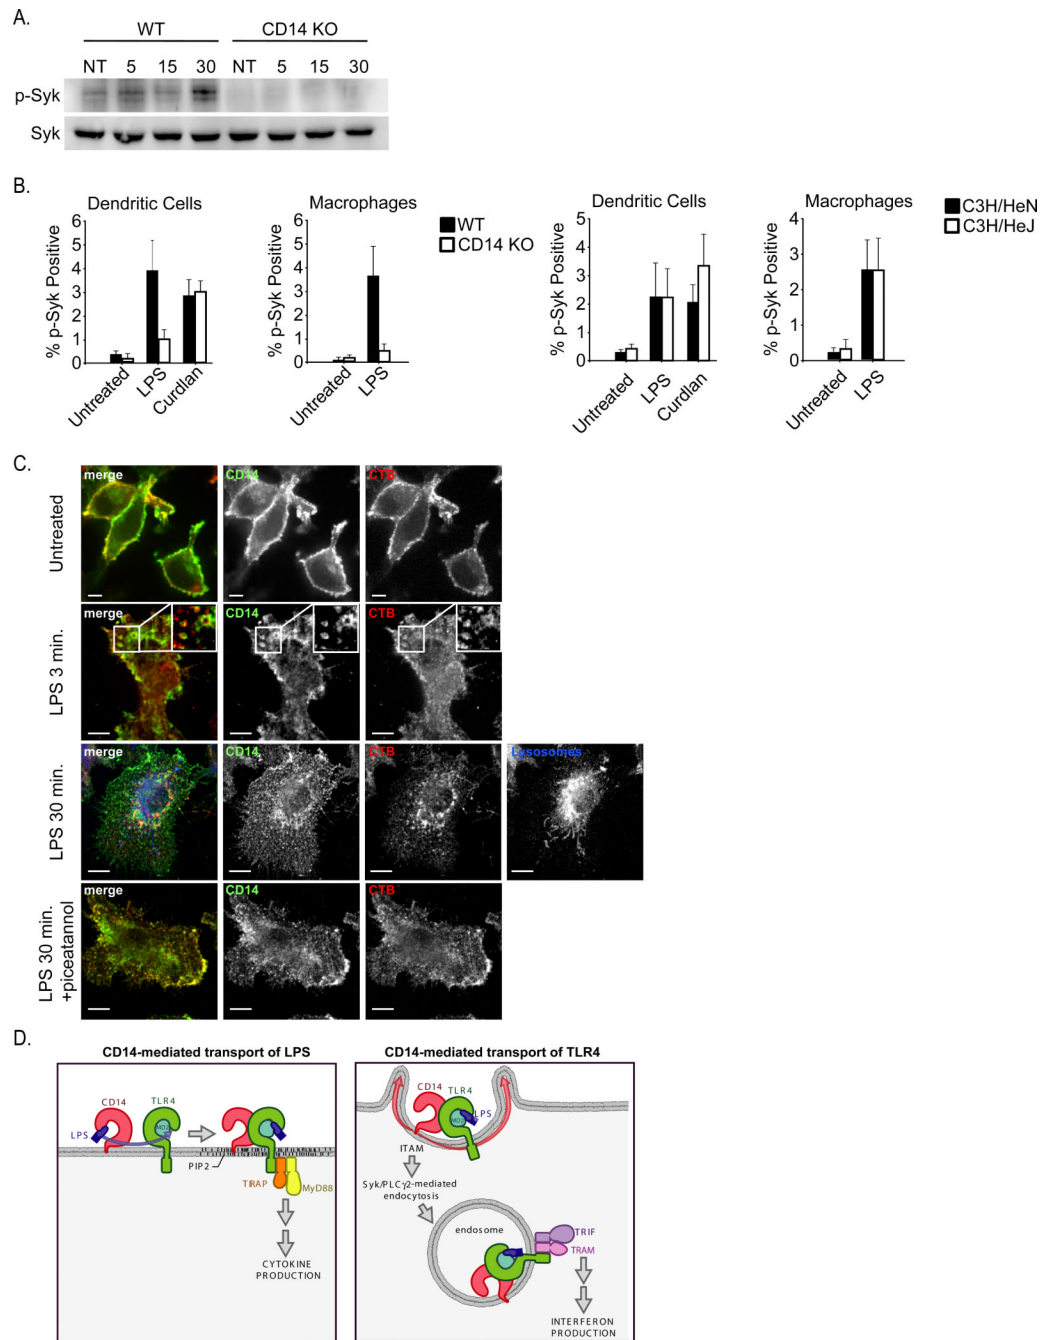 A.
WT CD14 KO
NT 5 15 30 NT 5 15 30
p-Syk
Syk
B.
Dendritic Cells
% p-Syk Positive
6
5
4
3
2
1
0
Untreated
LPS
Curdlan
Macrophages
% p-Syk Positive
6
5
4
3
2
1
0
Untreated
LPS
WT
CD14 KO
Dendritic Cells
% p-Syk Positive
5
4
3
2
1
0
Untreated
LPS
Curdlan
Macrophages
% p-Syk Positive
4
3
2
1
0
Untreated
LPS
C3H/HeN
C3H/HeJ
C.
Untreated
merge CD14 CTB
LPS 3 min.
merge CD14 CTB
LPS 30 min.
merge CD14 CTB Lysosomes
LPS 30 min.
+piceatannol
merge CD14 CTB
D.
CD14-mediated transport of LPS
CD14 TLR4
LPS
MD2
PIP2
TIRAP
MyD88
CYTOKINE
PRODUCTION
CD14-mediated transport of TLR4
CD14 TLR4
LPS
MD2
ITAM
Syk/PLCγ2-mediated
endocytosis
endosome
TRIF
TRAM
INTERFERON
PRODUCTION